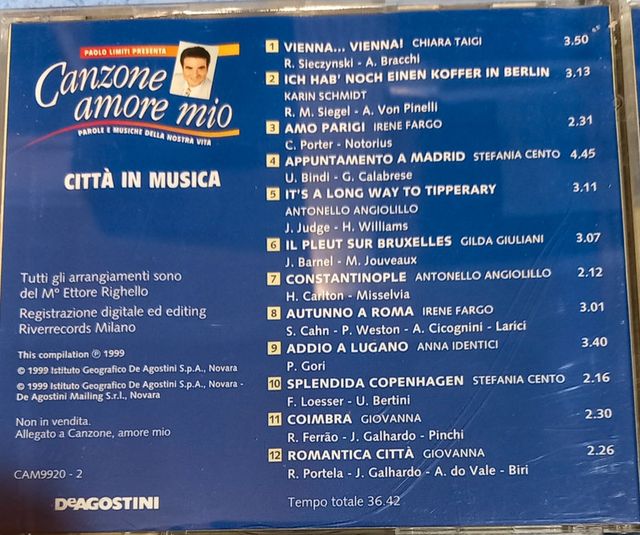 PAOLO LIMITI PRESENTA
Canzone
amore mio
PAROLE E MUSICHE DELLA NOSTRA VITA
CITTÀ IN MUSICA
Tutti gli arrangiamenti sono
del M° Ettore Righello
Registrazione digitale ed editing
Riverrecords Milano
This compilation ℗ 1999
© 1999 Istituto Geografico De Agostini S.p.A., Novara
© 1999 Istituto Geografico De Agostini S.p.A., Novara -
De Agostini Mailing S.r.l., Novara
Non in vendita.
Allegato a Canzone, amore mio
CAM9920 - 2
DeAGOSTINI
1 VIENNA... VIENNA! CHIARA TAIGI 3.50
R. Sieczynski - A. Bracchi
2 ICH HAB' NOCH EINEN KOFFER IN BERLIN 3.13
KARIN SCHMIDT
R. M. Siegel - A. Von Pinelli
3 AMO PARIGI IRENE FARGO 2.31
C. Porter - Notorius
4 APPUNTAMENTO A MADRID STEFANIA CENTO 4.45
U. Bindi - G. Calabrese
5 IT'S A LONG WAY TO TIPPERARY 3.11
ANTONELLO ANGIOLILLO
J. Judge - H. Williams
6 IL PLEUT SUR BRUXELLES GILDA GIULIANI 3.07
J. Barnel - M. Jouveaux
7 CONSTANTINOPLE ANTONELLO ANGIOLILLO 2.12
H. Carlton - Misselvia
8 AUTUNNO A ROMA IRENE FARGO 3.01
S. Cahn - P. Weston - A. Cicognini - Larici
9 ADDIO A LUGANO ANNA IDENTICI 3.40
P. Gori
10 SPLENDIDA COPENHAGEN STEFANIA CENTO 2.16
F. Loesser - U. Bertini
11 COIMBRA GIOVANNA 2.30
R. Ferrão - J. Galhardo - Pinchi
12 ROMANTICA CITTÀ GIOVANNA 2.26
R. Portela - J. Galhardo - A. do Vale - Biri
Tempo totale 36.42